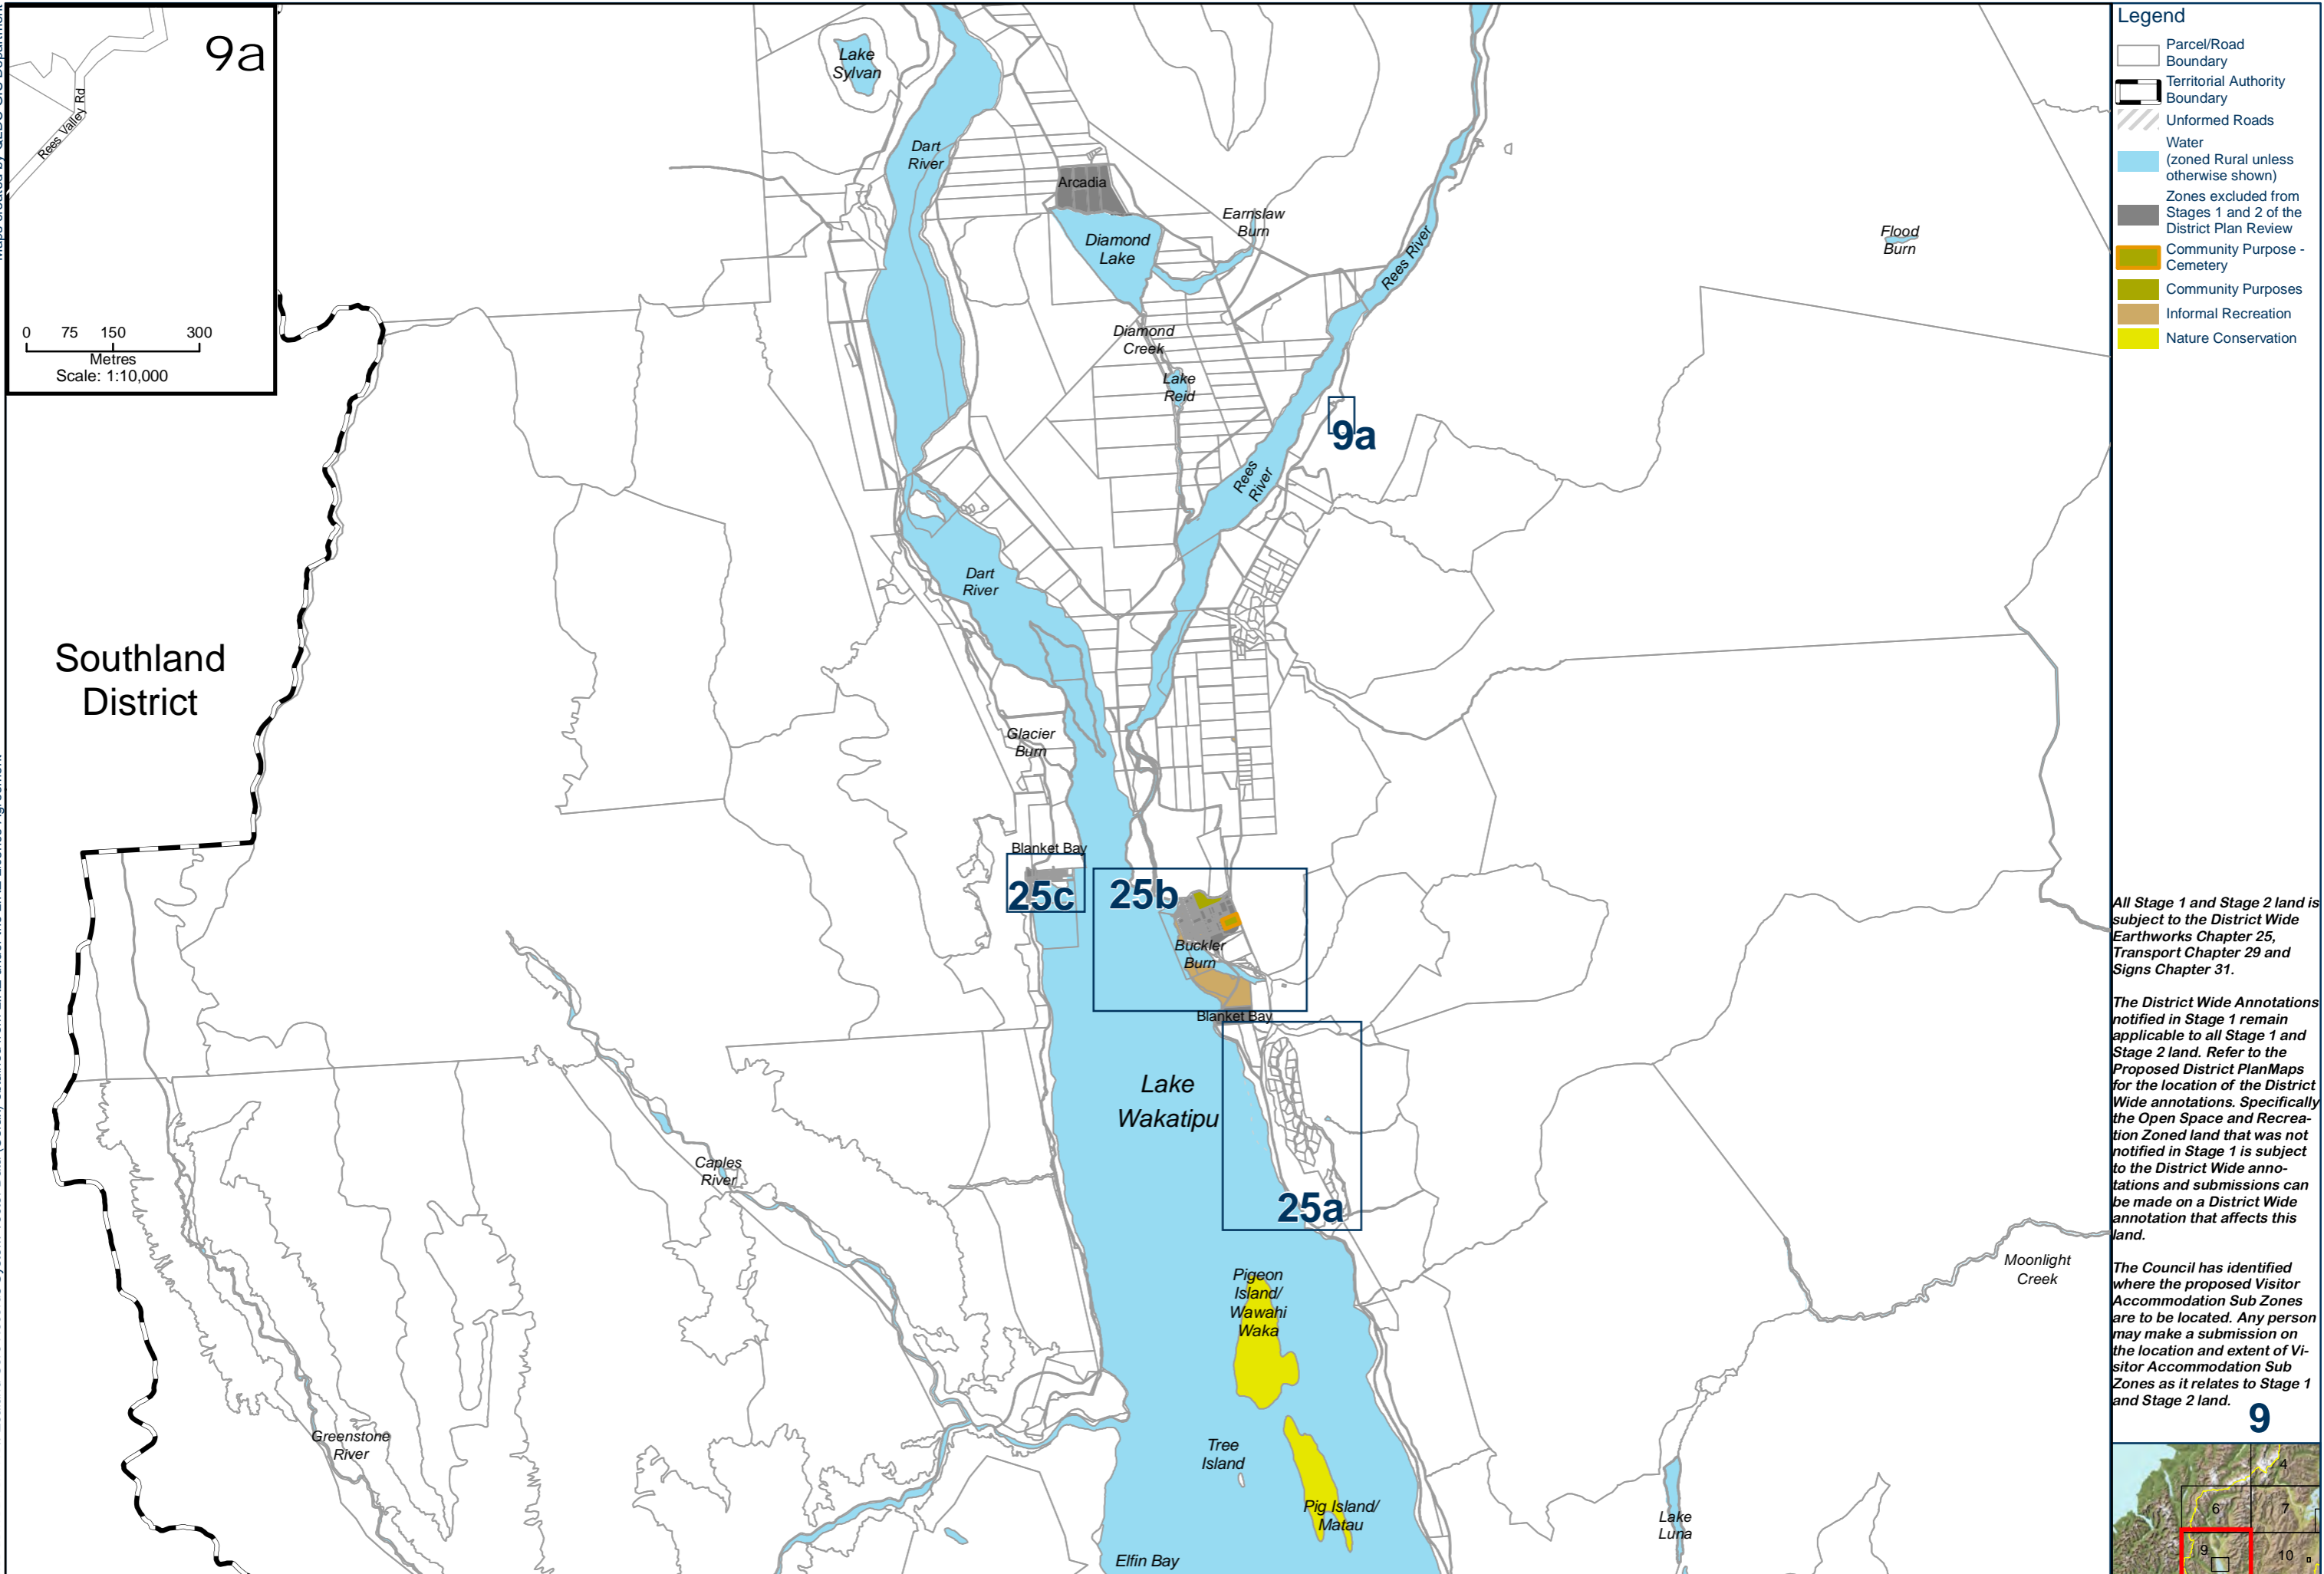 9a
Rees Valley Rd
0 75 150 300
Metres
Scale: 1:10,000
Southland
District
Lake
Sylvan
Dart
River
Arcadia
Diamond
Lake
Earnslaw
Burn
Rees River
Flood
Burn
Diamond
Creek
Lake
Reid
9a
Rees
River
Dart
River
Glacier
Burn
Blanket Bay
25c
25b
Buckler
Burn
Blanket Bay
Lake
Wakatipu
25a
Caples
River
Greenstone
River
Pigeon
Island/
Wawahi
Waka
Tree
Island
Pig Island/
Matau
Elfin Bay
Moonlight
Creek
Lake
Luna
Legend
Parcel/Road
Boundary
Territorial Authority
Boundary
Unformed Roads
Water
(zoned Rural unless
otherwise shown)
Zones excluded from
Stages 1 and 2 of the
District Plan Review
Community Purpose -
Cemetery
Community Purposes
Informal Recreation
Nature Conservation
All Stage 1 and Stage 2 land is
subject to the District Wide
Earthworks Chapter 25,
Transport Chapter 29 and
Signs Chapter 31.
The District Wide Annotations
notified in Stage 1 remain
applicable to all Stage 1 and
Stage 2 land. Refer to the
Proposed District PlanMaps
for the location of the District
Wide annotations. Specifically
the Open Space and Recrea-
tion Zoned land that was not
notified in Stage 1 is subject
to the District Wide anno-
tations and submissions can
be made on a District Wide
annotation that affects this
land.
The Council has identified
where the proposed Visitor
Accommodation Sub Zones
are to be located. Any person
may make a submission on
the location and extent of Vi-
sitor Accommodation Sub
Zones as it relates to Stage 1
and Stage 2 land.
9
4
6
7
9
10